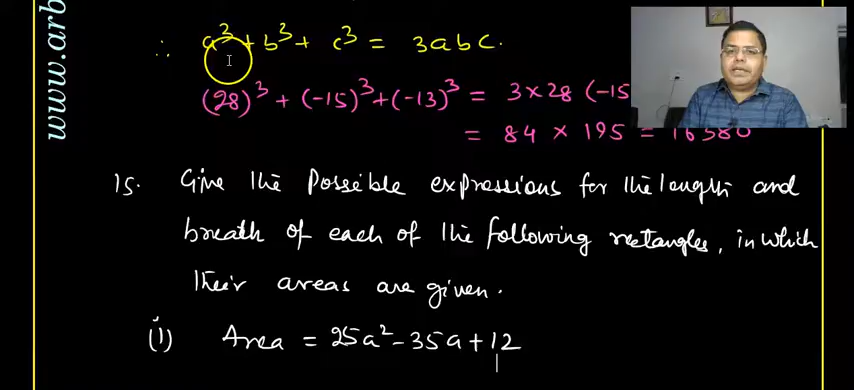 www.arb
∴ a³ + b³ + c³ = 3abc.
(28)³ + (-15)³ + (-13)³ = 3 × 28 (-15
= 84 × 195 = 16380
15. Give the Possible expressions for the length and
breath of each of the following rectangles, in which
their areas are given.
(i) Area = 25a² - 35a + 12